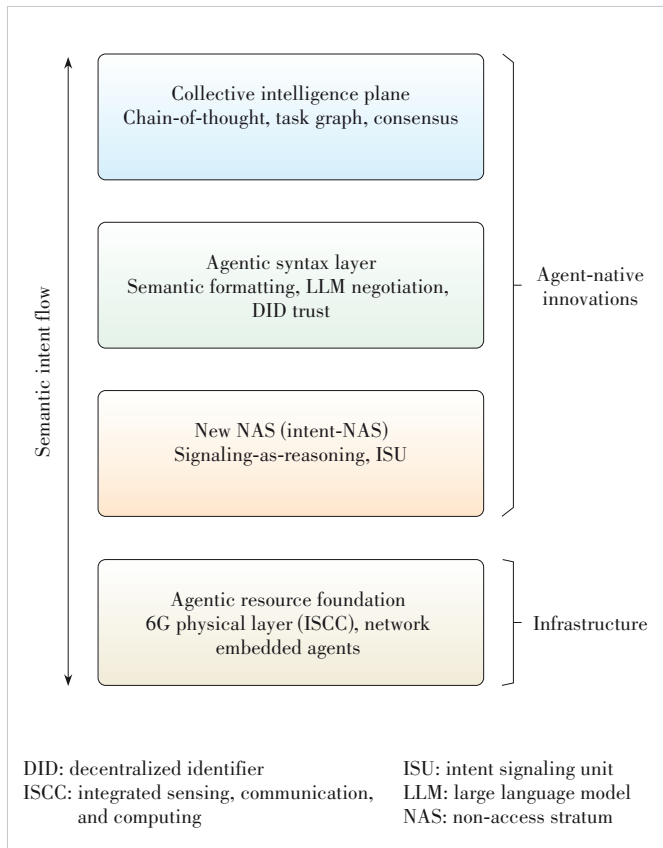 Collective intelligence plane
Chain-of-thought, task graph, consensus
Agentic syntax layer
Semantic formatting, LLM negotiation,
DID trust
New NAS (intent-NAS)
Signaling-as-reasoning, ISU
Agentic resource foundation
6G physical layer (ISCC), network
embedded agents
Semantic intent flow
Agent-native
innovations
Infrastructure
DID: decentralized identifier
ISCC: integrated sensing, communication,
and computing
ISU: intent signaling unit
LLM: large language model
NAS: non-access stratum